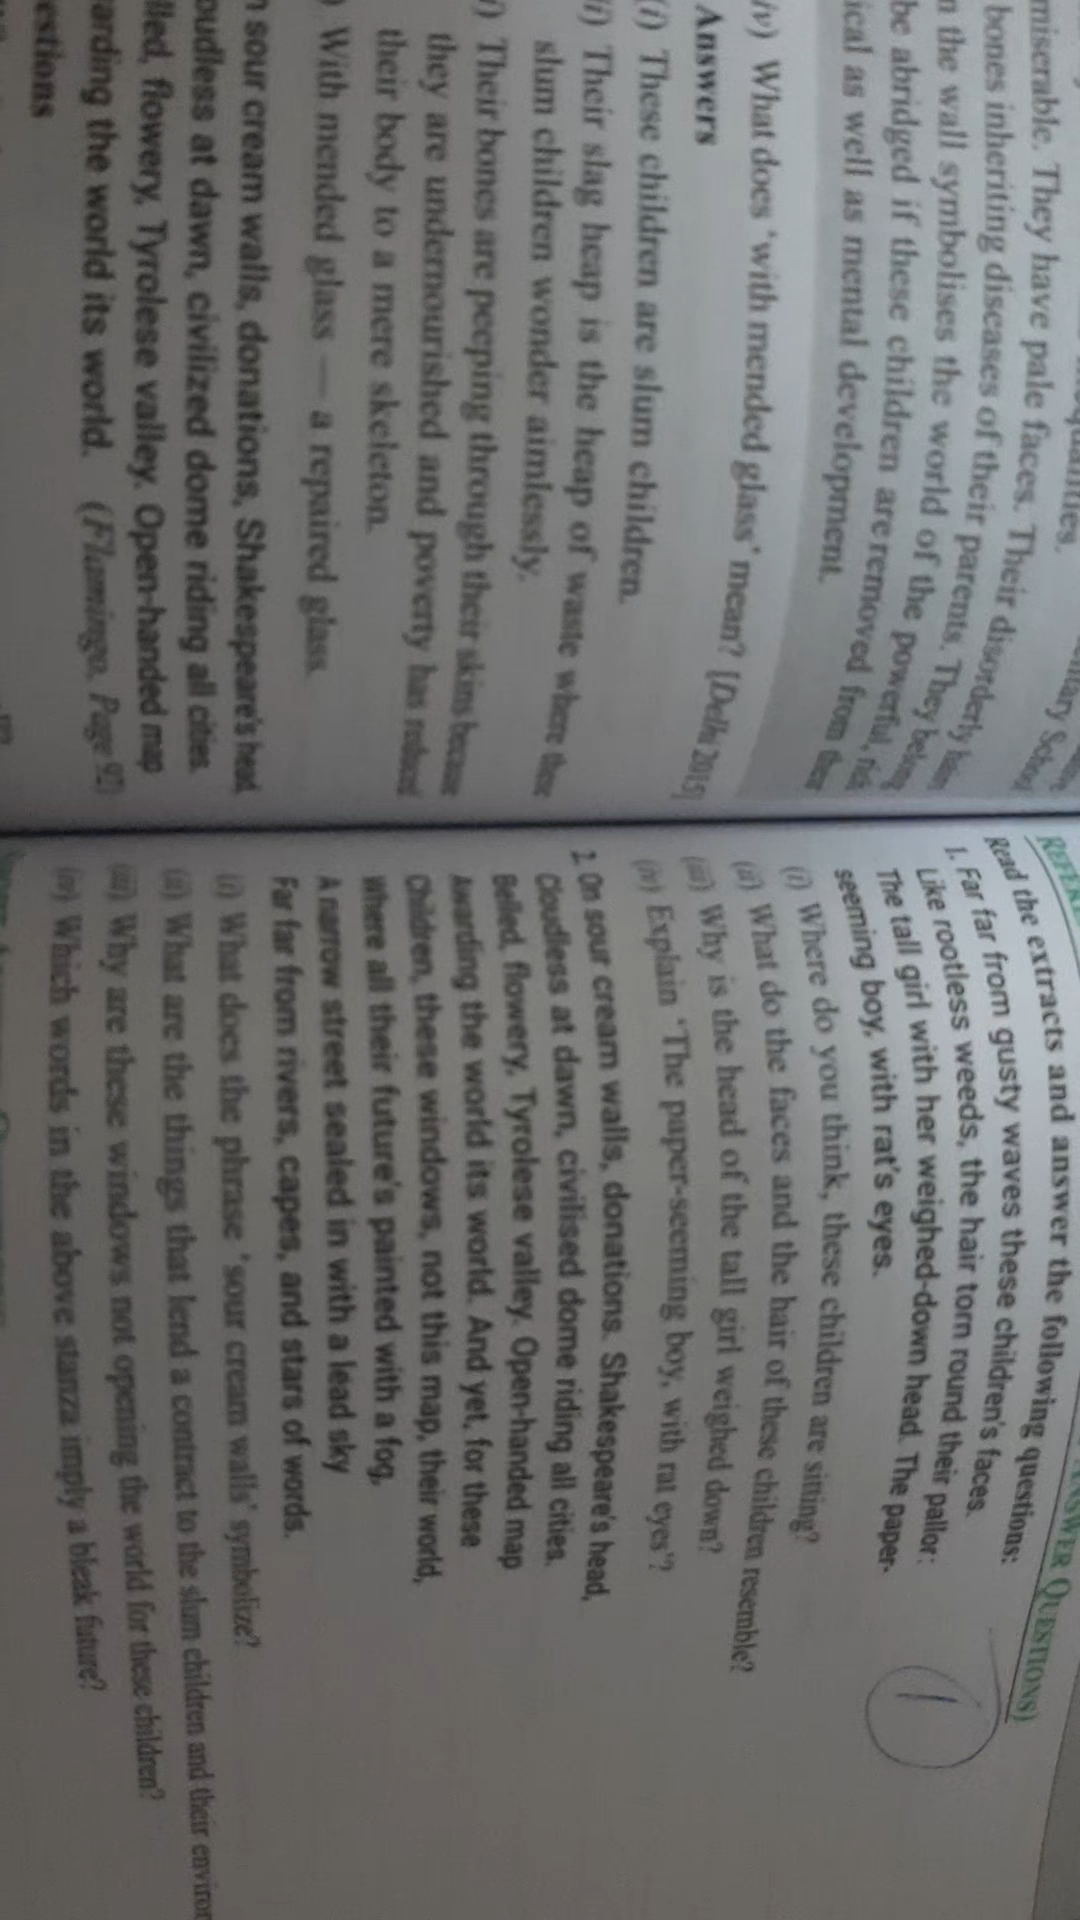 miserable. They have pale faces. Their disorderly
bones inheriting diseases of their parents. They belong
n the wall symbolises the world of the powerful,
be abridged if these children are removed from their
ical as well as mental development.
iv) What does 'with mended glass' mean? [Delhi 2015]
Answers
(i) These children are slum children.
ii) Their slag heap is the heap of waste where these
slum children wonder aimlessly.
i) Their bones are peeping through their skins because
they are undernourished and poverty has reduced
their body to a mere skeleton.
) With mended glass — a repaired glass.
n sour cream walls, donations, Shakespeare's head
oudless at dawn, civilized dome riding all cities.
lled, flowery, Tyrolese valley. Open-handed map
arding the world its world. (Flamingo, Page 92)
estions
ANSWER QUESTIONS)
Read the extracts and answer the following questions:
1. Far far from gusty waves these children's faces.
Like rootless weeds, the hair torn round their pallor:
The tall girl with her weighed-down head. The paper-
seeming boy, with rat's eyes.
(i) Where do you think, these children are sitting?
(ii) What do the faces and the hair of these children resemble?
(iii) Why is the head of the tall girl weighed down?
(iv) Explain 'The paper-seeming boy, with rat eyes'?
2. On sour cream walls, donations. Shakespeare's head,
Cloudless at dawn, civilised dome riding all cities.
Belled, flowery, Tyrolese valley. Open-handed map
Awarding the world its world. And yet, for these
Children, these windows, not this map, their world,
Where all their future's painted with a fog,
A narrow street sealed in with a lead sky
Far far from rivers, capes, and stars of words.
(i) What does the phrase 'sour cream walls' symbolize?
(ii) What are the things that lend a contract to the slum children and their environ
(iii) Why are these windows not opening the world for these children?
(iv) Which words in the above stanza imply a bleak future?